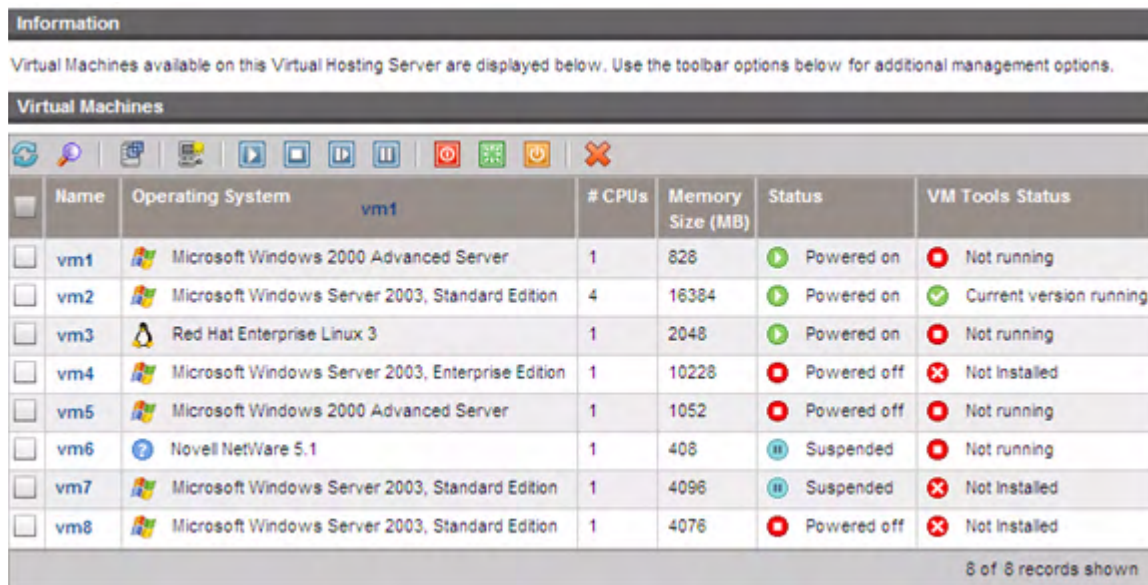 Information
Virtual Machines available on this Virtual Hosting Server are displayed below. Use the toolbar options below for additional management options.
Virtual Machines
Name Operating System vm1 # CPUs Memory Size (MB) Status VM Tools Status
vm1 Microsoft Windows 2000 Advanced Server 1 828 Powered on Not running
vm2 Microsoft Windows Server 2003, Standard Edition 4 16384 Powered on Current version running
vm3 Red Hat Enterprise Linux 3 1 2048 Powered on Not running
vm4 Microsoft Windows Server 2003, Enterprise Edition 1 10228 Powered off Not Installed
vm5 Microsoft Windows 2000 Advanced Server 1 1052 Powered off Not running
vm6 Novell NetWare 5.1 1 408 Suspended Not running
vm7 Microsoft Windows Server 2003, Standard Edition 1 4096 Suspended Not Installed
vm8 Microsoft Windows Server 2003, Standard Edition 1 4076 Powered off Not Installed
8 of 8 records shown